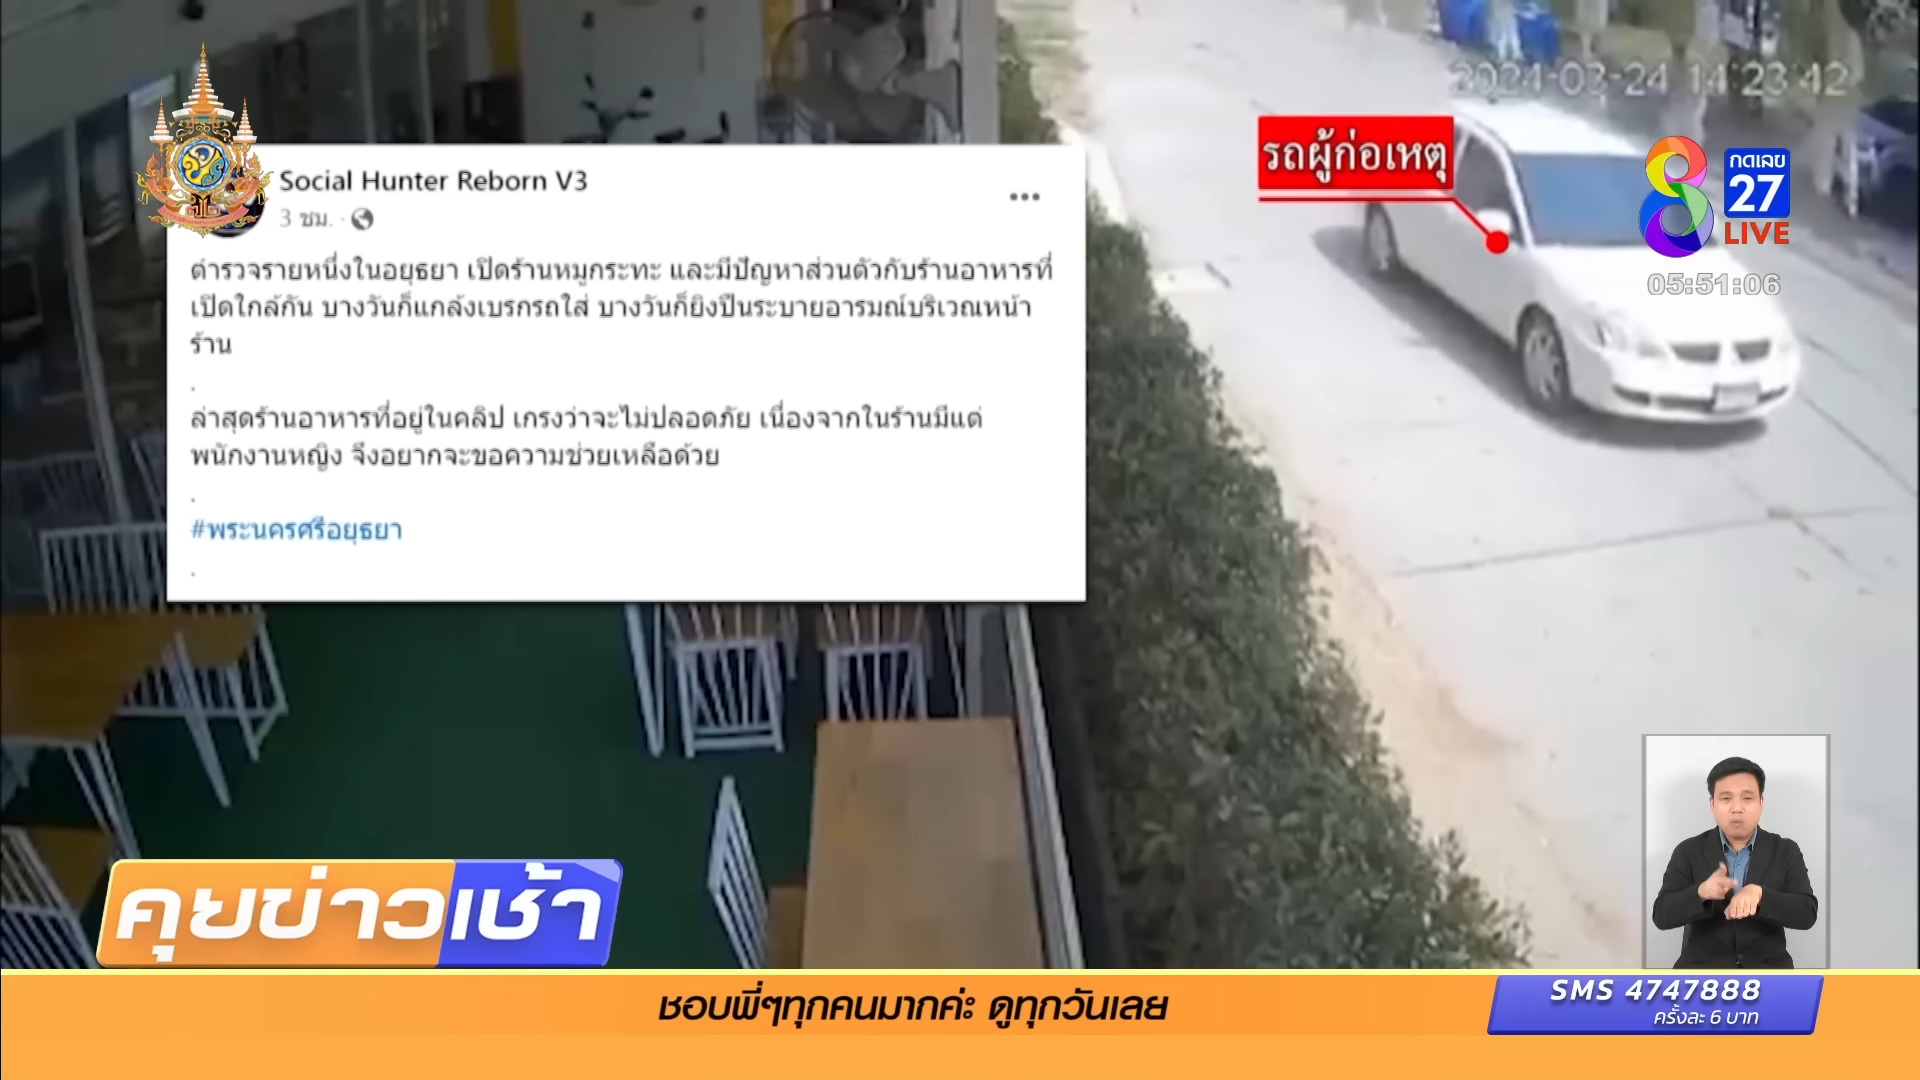 2024-03-24 14:23:42
รถผู้ก่อเหตุ
กดเลข
27
LIVE
05:51:06
Social Hunter Reborn V3
3 ชม. ·
ตำรวจรายหนึ่งในอยุธยา เปิดร้านหมูกระทะ และมีปัญหาส่วนตัวกับร้านอาหารที่
เปิดใกล้กัน บางวันก็แกล้งเบรกรถใส่ บางวันก็ยิงปืนระบายอารมณ์บริเวณหน้า
ร้าน
.
ล่าสุดร้านอาหารที่อยู่ในคลิป เกรงว่าจะไม่ปลอดภัย เนื่องจากในร้านมีแต่
พนักงานหญิง จึงอยากจะขอความช่วยเหลือด้วย
.
#พระนครศรีอยุธยา
.
คุยข่าวเช้า
ชอบพี่ๆทุกคนมากค่ะ ดูทุกวันเลย
SMS 4747888
ครั้งละ 6 บาท